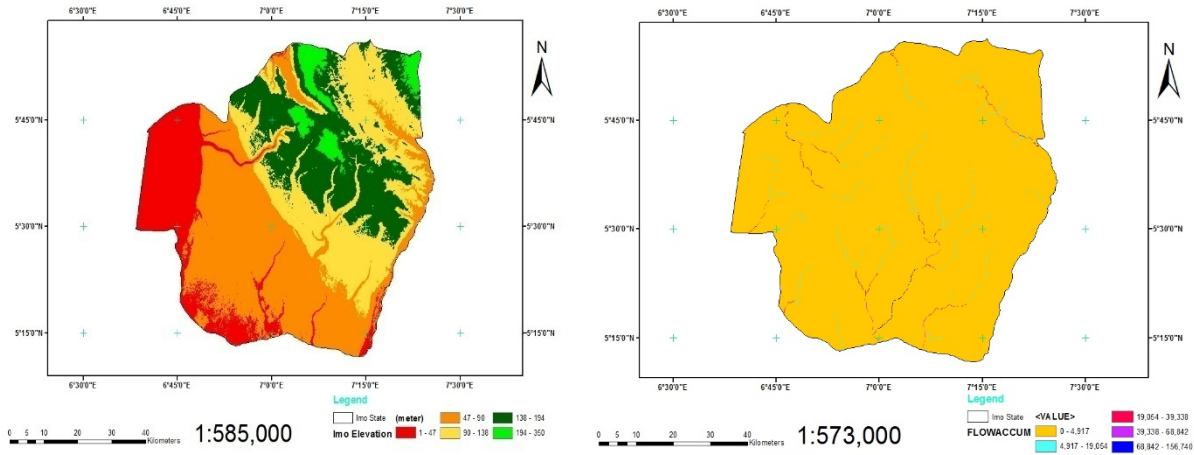 6°30'0"E 6°45'0"E 7°0'0"E 7°15'0"E 7°30'0"E
N
5°45'0"N 5°45'0"N
5°30'0"N 5°30'0"N
5°15'0"N 5°15'0"N
6°30'0"E 6°45'0"E 7°0'0"E 7°15'0"E 7°30'0"E
Legend
Imo State (meter) 47 - 90 138 - 194
Imo Elevation 1 - 47 90 - 138 194 - 350
0 5 10 20 30 40
Kilometers
1:585,000
6°30'0"E 6°45'0"E 7°0'0"E 7°15'0"E 7°30'0"E
N
5°45'0"N 5°45'0"N
5°30'0"N 5°30'0"N
5°15'0"N 5°15'0"N
6°30'0"E 6°45'0"E 7°0'0"E 7°15'0"E 7°30'0"E
Legend
Imo State <VALUE> 19,054 - 39,338
FLOWACCUM 0 - 4,917 39,338 - 68,842
4,917 - 19,054 68,842 - 156,740
0 5 10 20 30 40
Kilometers
1:573,000